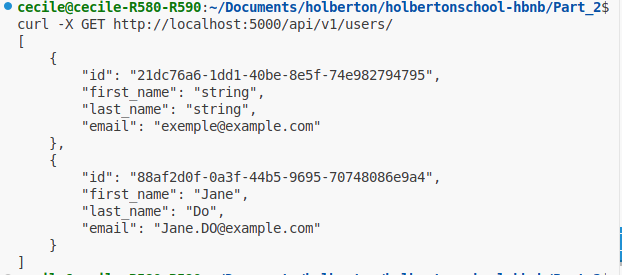 cecile@cecile-R580-R590:~/Documents/holberton/holbertonschool-hbnb/Part_2$
curl -X GET http://localhost:5000/api/v1/users/
[
    {
        "id": "21dc76a6-1dd1-40be-8e5f-74e982794795",
        "first_name": "string",
        "last_name": "string",
        "email": "exemple@example.com"
    },
    {
        "id": "88af2d0f-0a3f-44b5-9695-70748086e9a4",
        "first_name": "Jane",
        "last_name": "Do",
        "email": "Jane.DO@example.com"
    }
]